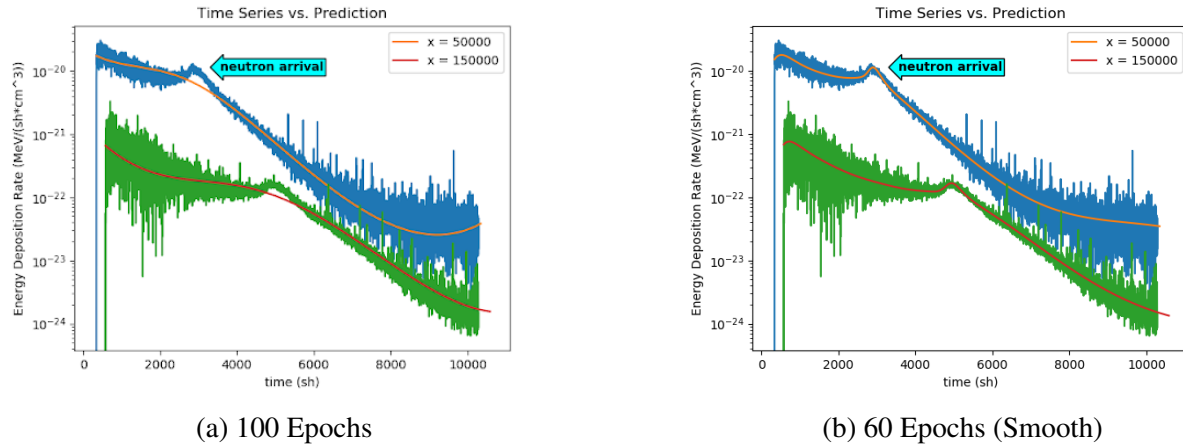 Time Series vs. Prediction
x = 50000
x = 150000
neutron arrival
Energy Deposition Rate (MeV/(sh*cm^3))
10^-20
10^-21
10^-22
10^-23
10^-24
0 2000 4000 6000 8000 10000
time (sh)
(a) 100 Epochs
Time Series vs. Prediction
x = 50000
x = 150000
neutron arrival
Energy Deposition Rate (MeV/(sh*cm^3))
10^-20
10^-21
10^-22
10^-23
10^-24
0 2000 4000 6000 8000 10000
time (sh)
(b) 60 Epochs (Smooth)